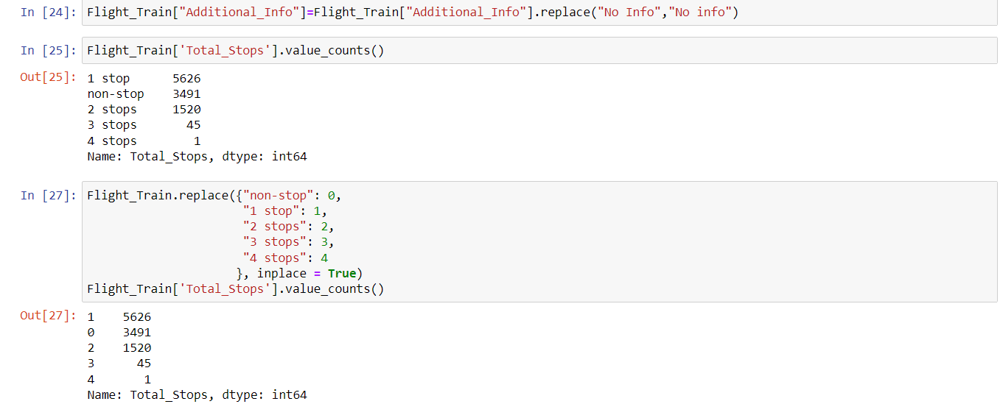 In [24]: Flight_Train["Additional_Info"]=Flight_Train["Additional_Info"].replace("No Info","No info")
In [25]: Flight_Train['Total_Stops'].value_counts()
Out[25]: 1 stop      5626
non-stop    3491
2 stops     1520
3 stops       45
4 stops        1
Name: Total_Stops, dtype: int64
In [27]: Flight_Train.replace({"non-stop": 0,
"1 stop": 1,
"2 stops": 2,
"3 stops": 3,
"4 stops": 4
}, inplace = True)
Flight_Train['Total_Stops'].value_counts()
Out[27]: 1    5626
0    3491
2    1520
3      45
4       1
Name: Total_Stops, dtype: int64